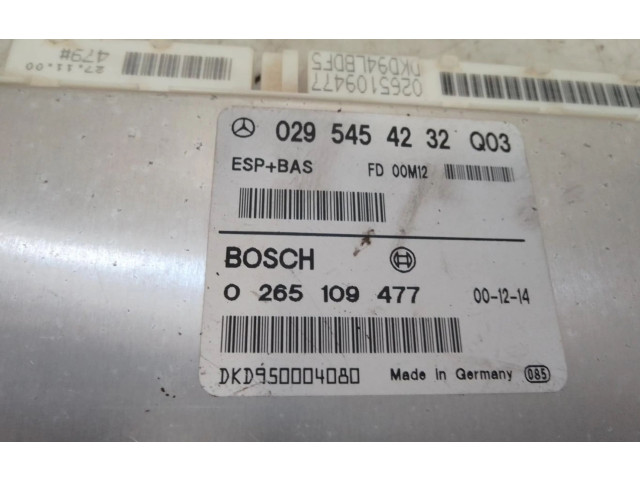 479#
27.11.00
0265109477
DKD94LBDF5
029 545 42 32 Q03
ESP+BAS FD 00M12
BOSCH
0 265 109 477 00-12-14
DKD950004080 Made in Germany 085